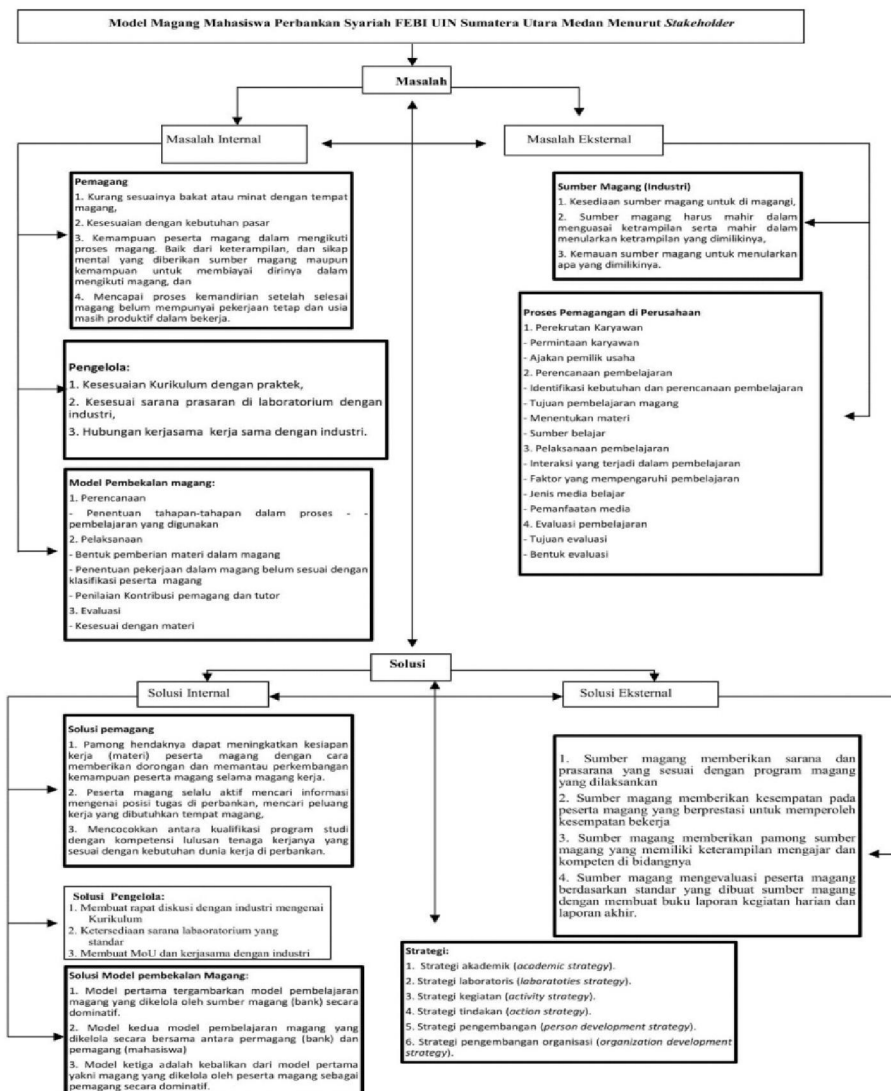 Model Magang Mahasiswa Perbankan Syariah FEBI UIN Sumatera Utara Medan Menurut Stakeholder
Masalah
Masalah Internal
Masalah Eksternal
Pemagang
1. Kurang sesuainya bakat atau minat dengan tempat
magang,
2. Kesesuaian dengan kebutuhan pasar
3. Kemampuan peserta magang dalam mengikuti
proses magang. Baik dari keterampilan, dan sikap
mental yang diberikan sumber magang maupun
kemampuan untuk membiayai dirinya dalam
mengikuti magang, dan
4. Mencapai proses kemandirian setelah selesai
magang belum mempunyai pekerjaan tetap dan usia
masih produktif dalam bekerja.
Sumber Magang (Industri)
1. Kesediaan sumber magang untuk di magangi,
2. Sumber magang harus mahir dalam
menguasai ketrampilan serta mahir dalam
menularkan ketrampilan yang dimilikinya,
3. Kemauan sumber magang untuk menularkan
apa yang dimilikinya.
Pengelola:
1. Kesesuaian Kurikulum dengan praktek,
2. Kesesuai sarana prasaran di laboratorium dengan
industri,
3. Hubungan kerjasama kerja sama dengan industri.
Proses Pemagangan di Perusahaan
1. Perekrutan Karyawan
- Permintaan karyawan
- Ajakan pemilik usaha
2. Perencanaan pembelajaran
- Identifikasi kebutuhan dan perencanaan pembelajaran
- Tujuan pembelajaran magang
- Menentukan materi
- Sumber belajar
3. Pelaksanaan pembelajaran
- Interaksi yang terjadi dalam pembelajaran
- Faktor yang mempengaruhi pembelajaran
- Jenis media belajar
- Pemanfaatan media
4. Evaluasi pembelajaran
- Tujuan evaluasi
- Bentuk evaluasi
Model Pembekalan magang:
1. Perencanaan
- Penentuan tahapan-tahapan dalam proses - -
pembelajaran yang digunakan
2. Pelaksanaan
- Bentuk pemberian materi dalam magang
- Penentuan pekerjaan dalam magang belum sesuai dengan
klasifikasi peserta magang
- Penilaian Kontribusi pemagang dan tutor
3. Evaluasi
- Kesesuai dengan materi
Solusi
Solusi Internal
Solusi Eksternal
Solusi pemagang
1. Pamong hendaknya dapat meningkatkan kesiapan
kerja (materi) peserta magang dengan cara
memberikan dorongan dan memantau perkembangan
kemampuan peserta magang selama magang kerja.
2. Peserta magang selalu aktif mencari informasi
mengenai posisi tugas di perbankan, mencari peluang
kerja yang dibutuhkan tempat magang,
3. Mencocokkan antara kualifikasi program studi
dengan kompetensi lulusan tenaga kerjanya yang
sesuai dengan kebutuhan dunia kerja di perbankan.
1. Sumber magang memberikan sarana dan
prasarana yang sesuai dengan program magang
yang dilaksankan
2. Sumber magang memberikan kesempatan pada
peserta magang yang berprestasi untuk memperoleh
kesempatan bekerja
3. Sumber magang memberikan pamong sumber
magang yang memiliki keterampilan mengajar dan
kompeten di bidangnya
4. Sumber magang mengevaluasi peserta magang
berdasarkan standar yang dibuat sumber magang
dengan membuat buku laporan kegiatan harian dan
laporan akhir.
Solusi Pengelola:
1. Membuat rapat diskusi dengan industri mengenai
Kurikulum
2. Ketersediaan sarana labaoratorium yang
standar
3. Membuat MoU dan kerjasama dengan industri
Solusi Model pembekalan Magang:
1. Model pertama tergambarkan model pembelajaran
magang yang dikelola oleh sumber magang (bank) secara
dominatif.
2. Model kedua model pembelajaran magang yang
dikelola secara bersama antara permagang (bank) dan
pemagang (mahasiswa)
3. Model ketiga adalah kebalikan dari model pertama
yakni magang yang dikelola oleh peserta magang sebagai
pemagang secara dominatif.
Strategi:
1. Strategi akademik (academic strategy).
2. Strategi laboratoris (laboratoties strategy).
3. Strategi kegiatan (activity strategy).
4. Strategi tindakan (action strategy).
5. Strategi pengembangan (person development strategy).
6. Strategi pengembangan organisasi (organization development
strategy).